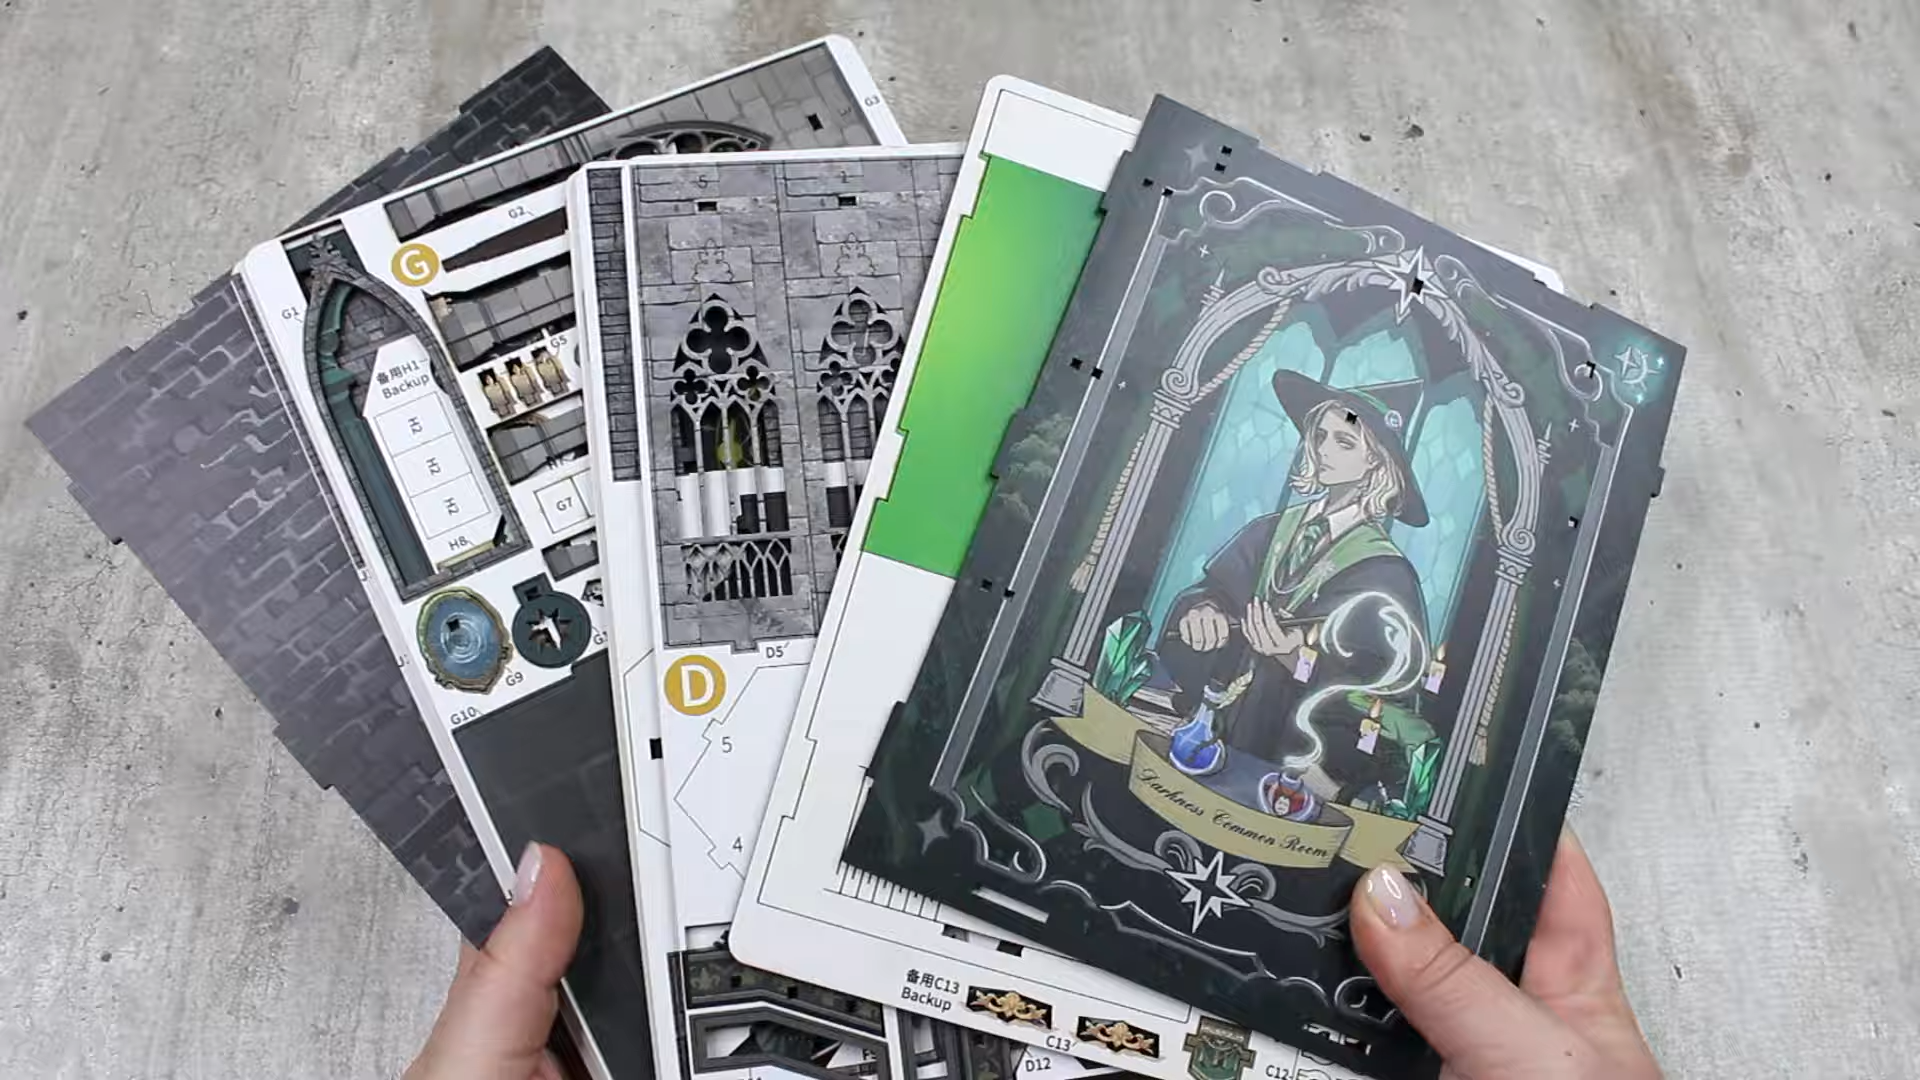 G3
G2
G
G1
G5
备用H1
Backup
H2
H2
H2
H8
G7
G9
G10
5
D5
D
5
4
Darkness Common Room
备用C13
Backup
C13
D12
C12